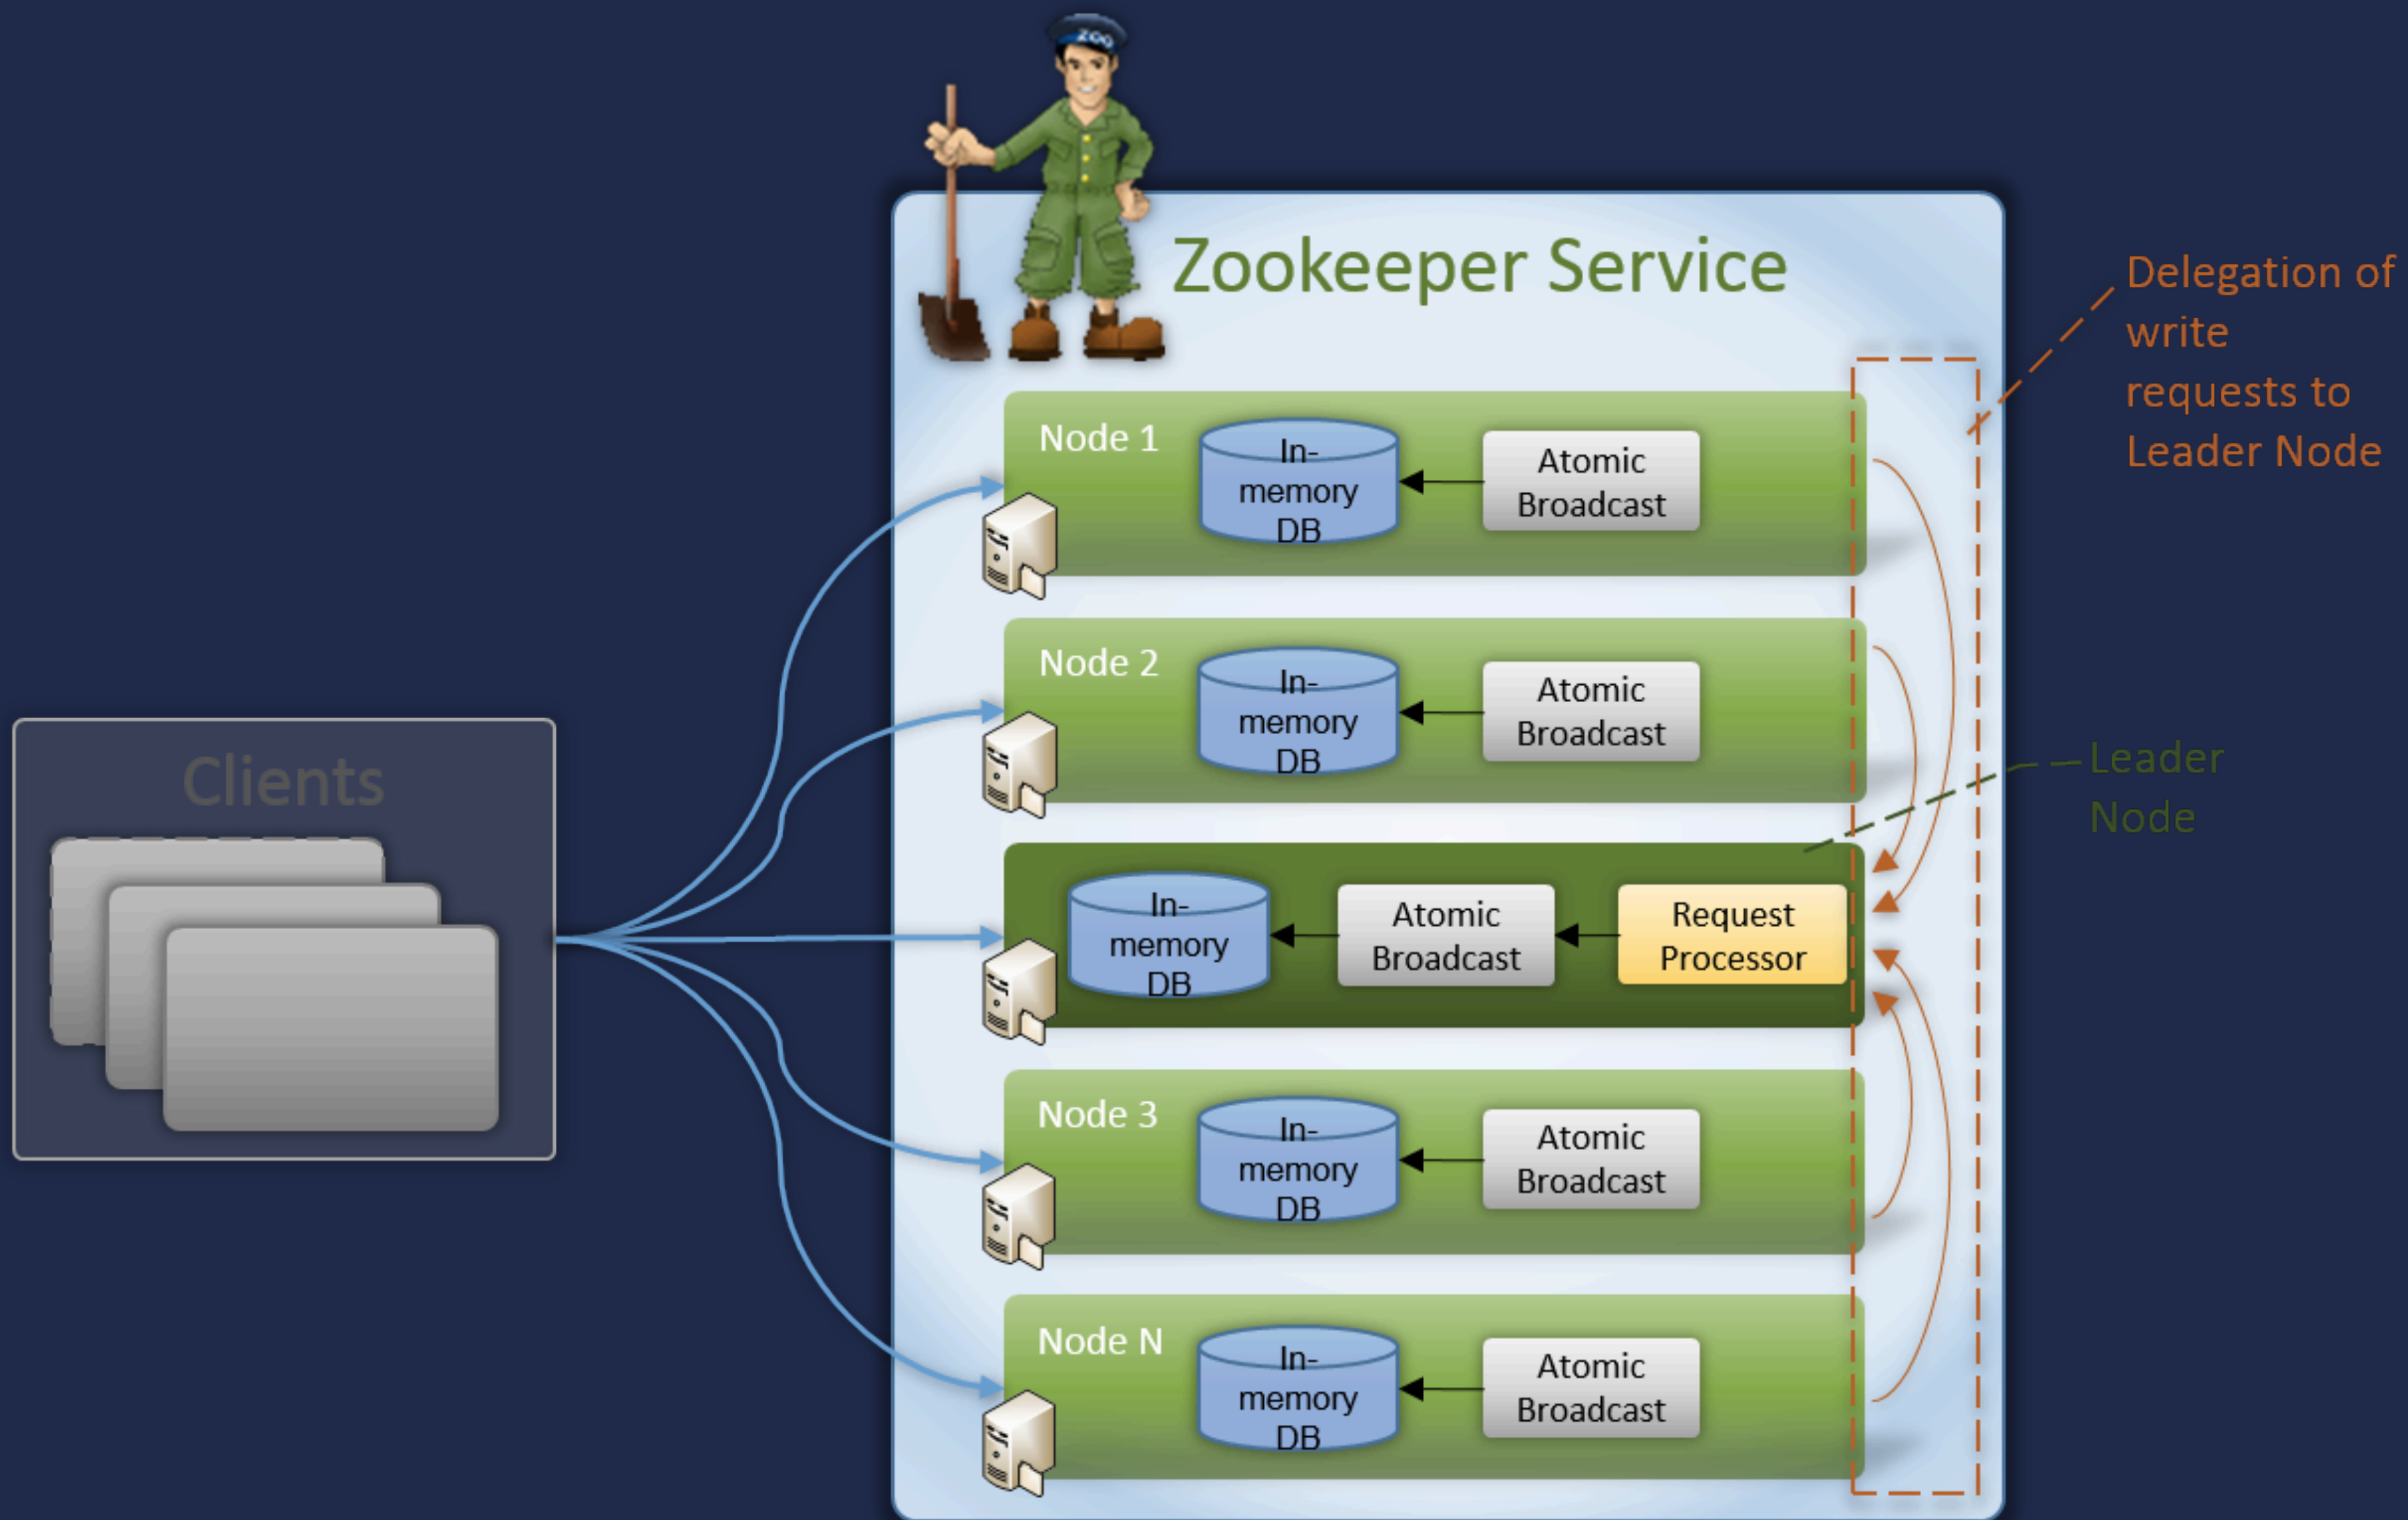 ZOO
Zookeeper Service
Delegation of
write
requests to
Leader Node
Node 1
In-
memory
DB
Atomic
Broadcast
Node 2
In-
memory
DB
Atomic
Broadcast
Leader
Node
Clients
In-
memory
DB
Atomic
Broadcast
Request
Processor
Node 3
In-
memory
DB
Atomic
Broadcast
Node N
In-
memory
DB
Atomic
Broadcast